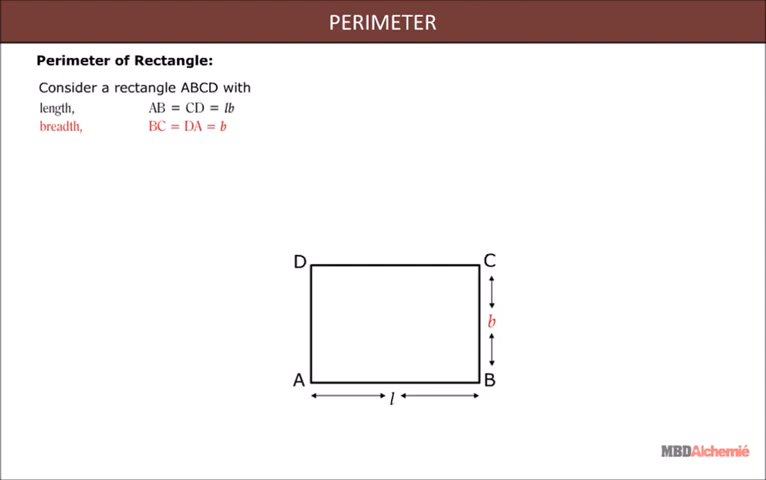 PERIMETER
Perimeter of Rectangle:
Consider a rectangle ABCD with
length, AB = CD = lb
breadth, BC = DA = b
D C
b
A B
l
MBDAlchemié